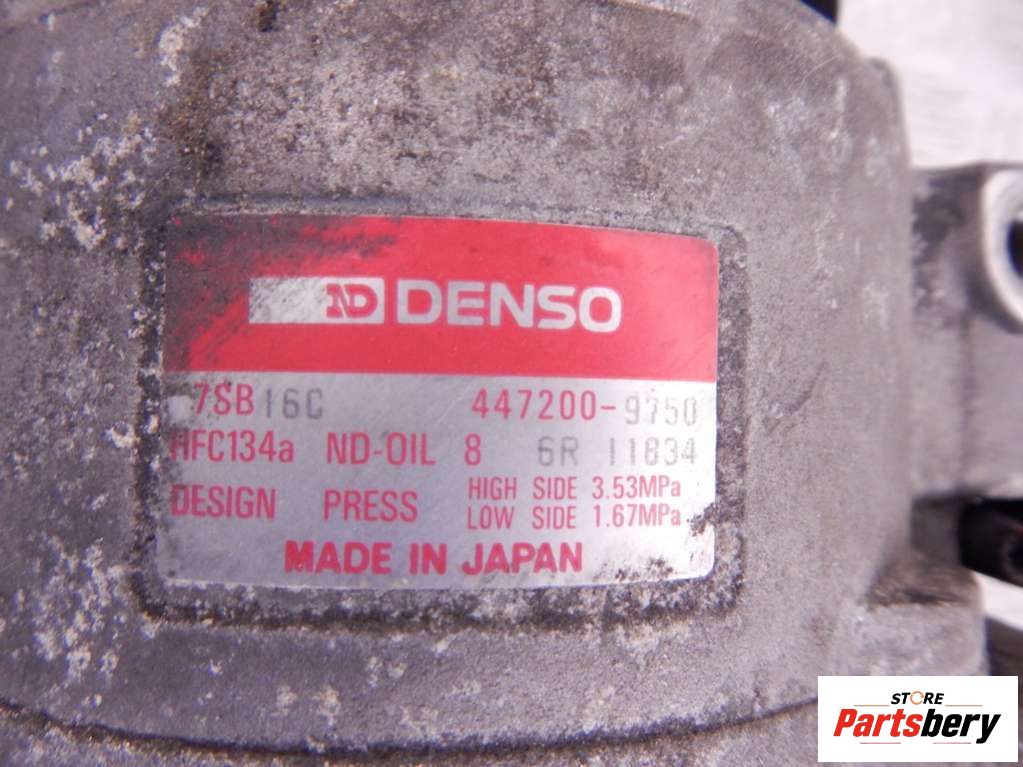 ND DENSO
7SB16C 447200-9750
HFC134a ND-OIL 8 6R 11834
DESIGN PRESS HIGH SIDE 3.53MPa
LOW SIDE 1.67MPa
MADE IN JAPAN
STORE
Partsbery